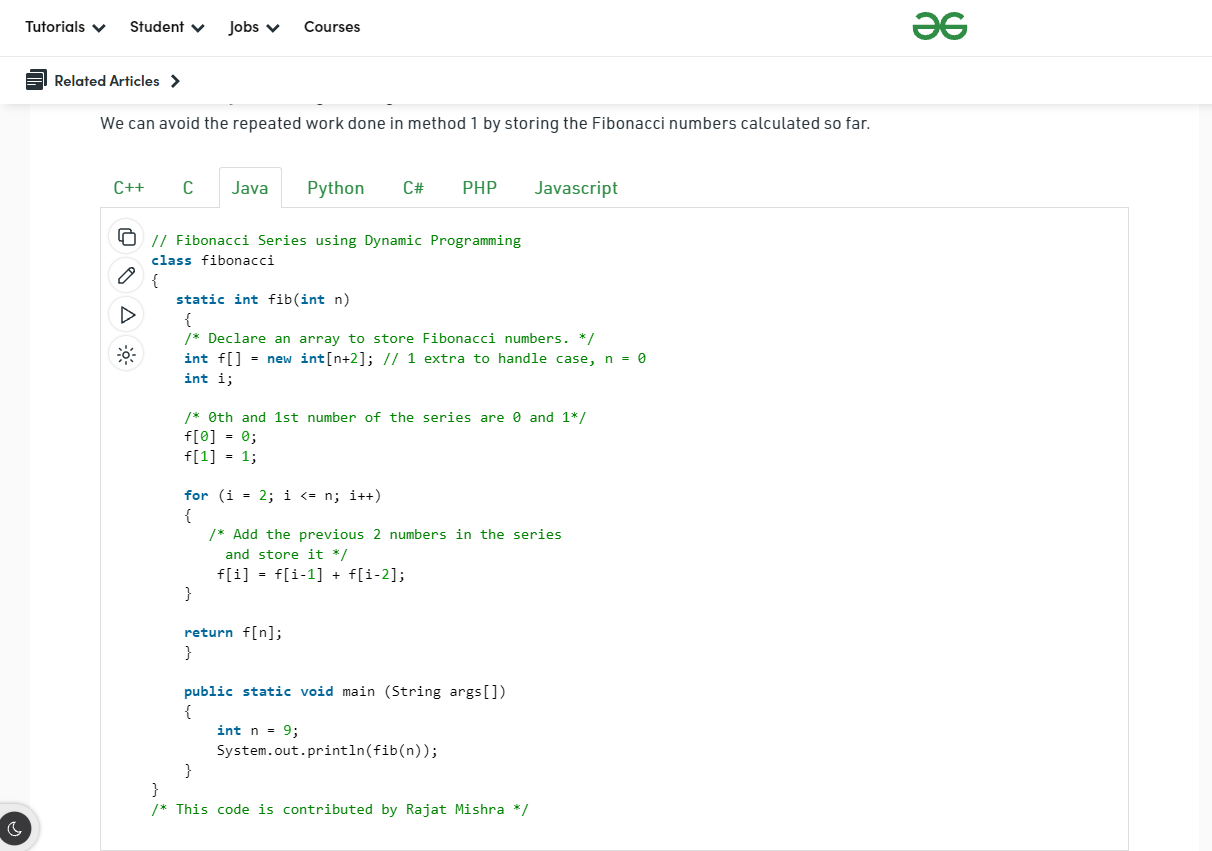 Tutorials Student Jobs Courses
Related Articles
We can avoid the repeated work done in method 1 by storing the Fibonacci numbers calculated so far.
C++ C Java Python C# PHP Javascript
// Fibonacci Series using Dynamic Programming
class fibonacci
{
static int fib(int n)
{
/* Declare an array to store Fibonacci numbers. */
int f[] = new int[n+2]; // 1 extra to handle case, n = 0
int i;
/* 0th and 1st number of the series are 0 and 1*/
f[0] = 0;
f[1] = 1;
for (i = 2; i <= n; i++)
{
/* Add the previous 2 numbers in the series
and store it */
f[i] = f[i-1] + f[i-2];
}
return f[n];
}
public static void main (String args[])
{
int n = 9;
System.out.println(fib(n));
}
}
/* This code is contributed by Rajat Mishra */